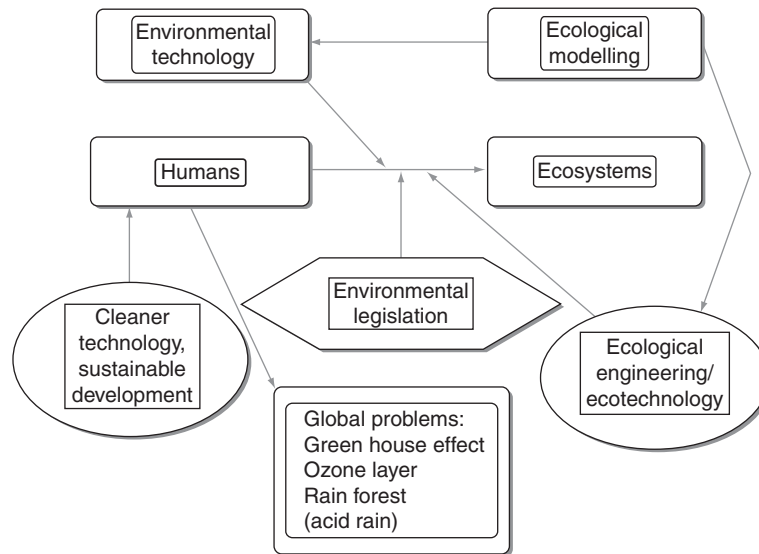 Environmental
technology
Ecological
modelling
Humans
Ecosystems
Environmental
legislation
Cleaner
technology,
sustainable
development
Ecological
engineering/
ecotechnology
Global problems:
Green house effect
Ozone layer
Rain forest
(acid rain)